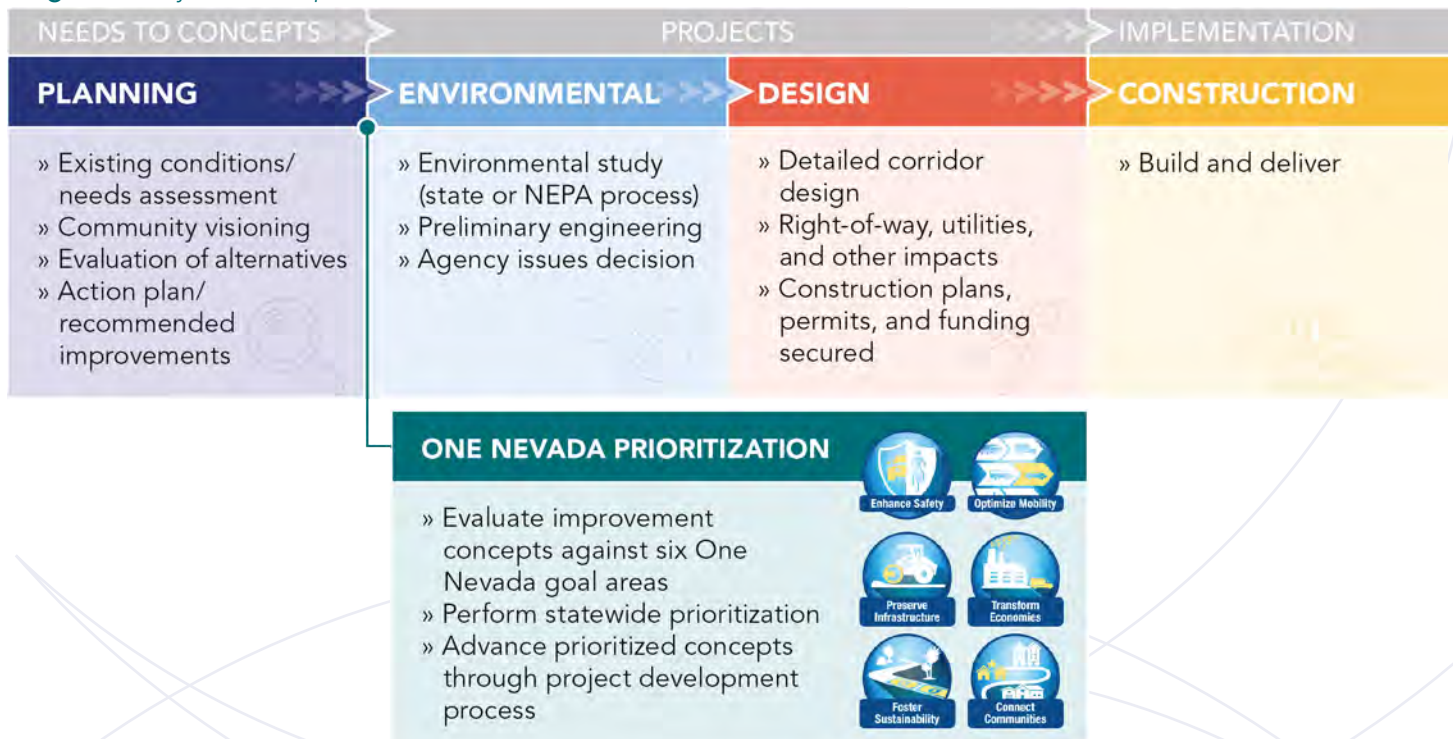 NEEDS TO CONCEPTS
PROJECTS
IMPLEMENTATION
PLANNING
ENVIRONMENTAL
DESIGN
CONSTRUCTION
» Existing conditions/
needs assessment
» Community visioning
» Evaluation of alternatives
» Action plan/
recommended
improvements
» Environmental study
(state or NEPA process)
» Preliminary engineering
» Agency issues decision
» Detailed corridor
design
» Right-of-way, utilities,
and other impacts
» Construction plans,
permits, and funding
secured
» Build and deliver
ONE NEVADA PRIORITIZATION
» Evaluate improvement
concepts against six One
Nevada goal areas
» Perform statewide prioritization
» Advance prioritized concepts
through project development
process
Enhance Safety
Optimize Mobility
Preserve
Infrastructure
Transform
Economies
Foster
Sustainability
Connect
Communities